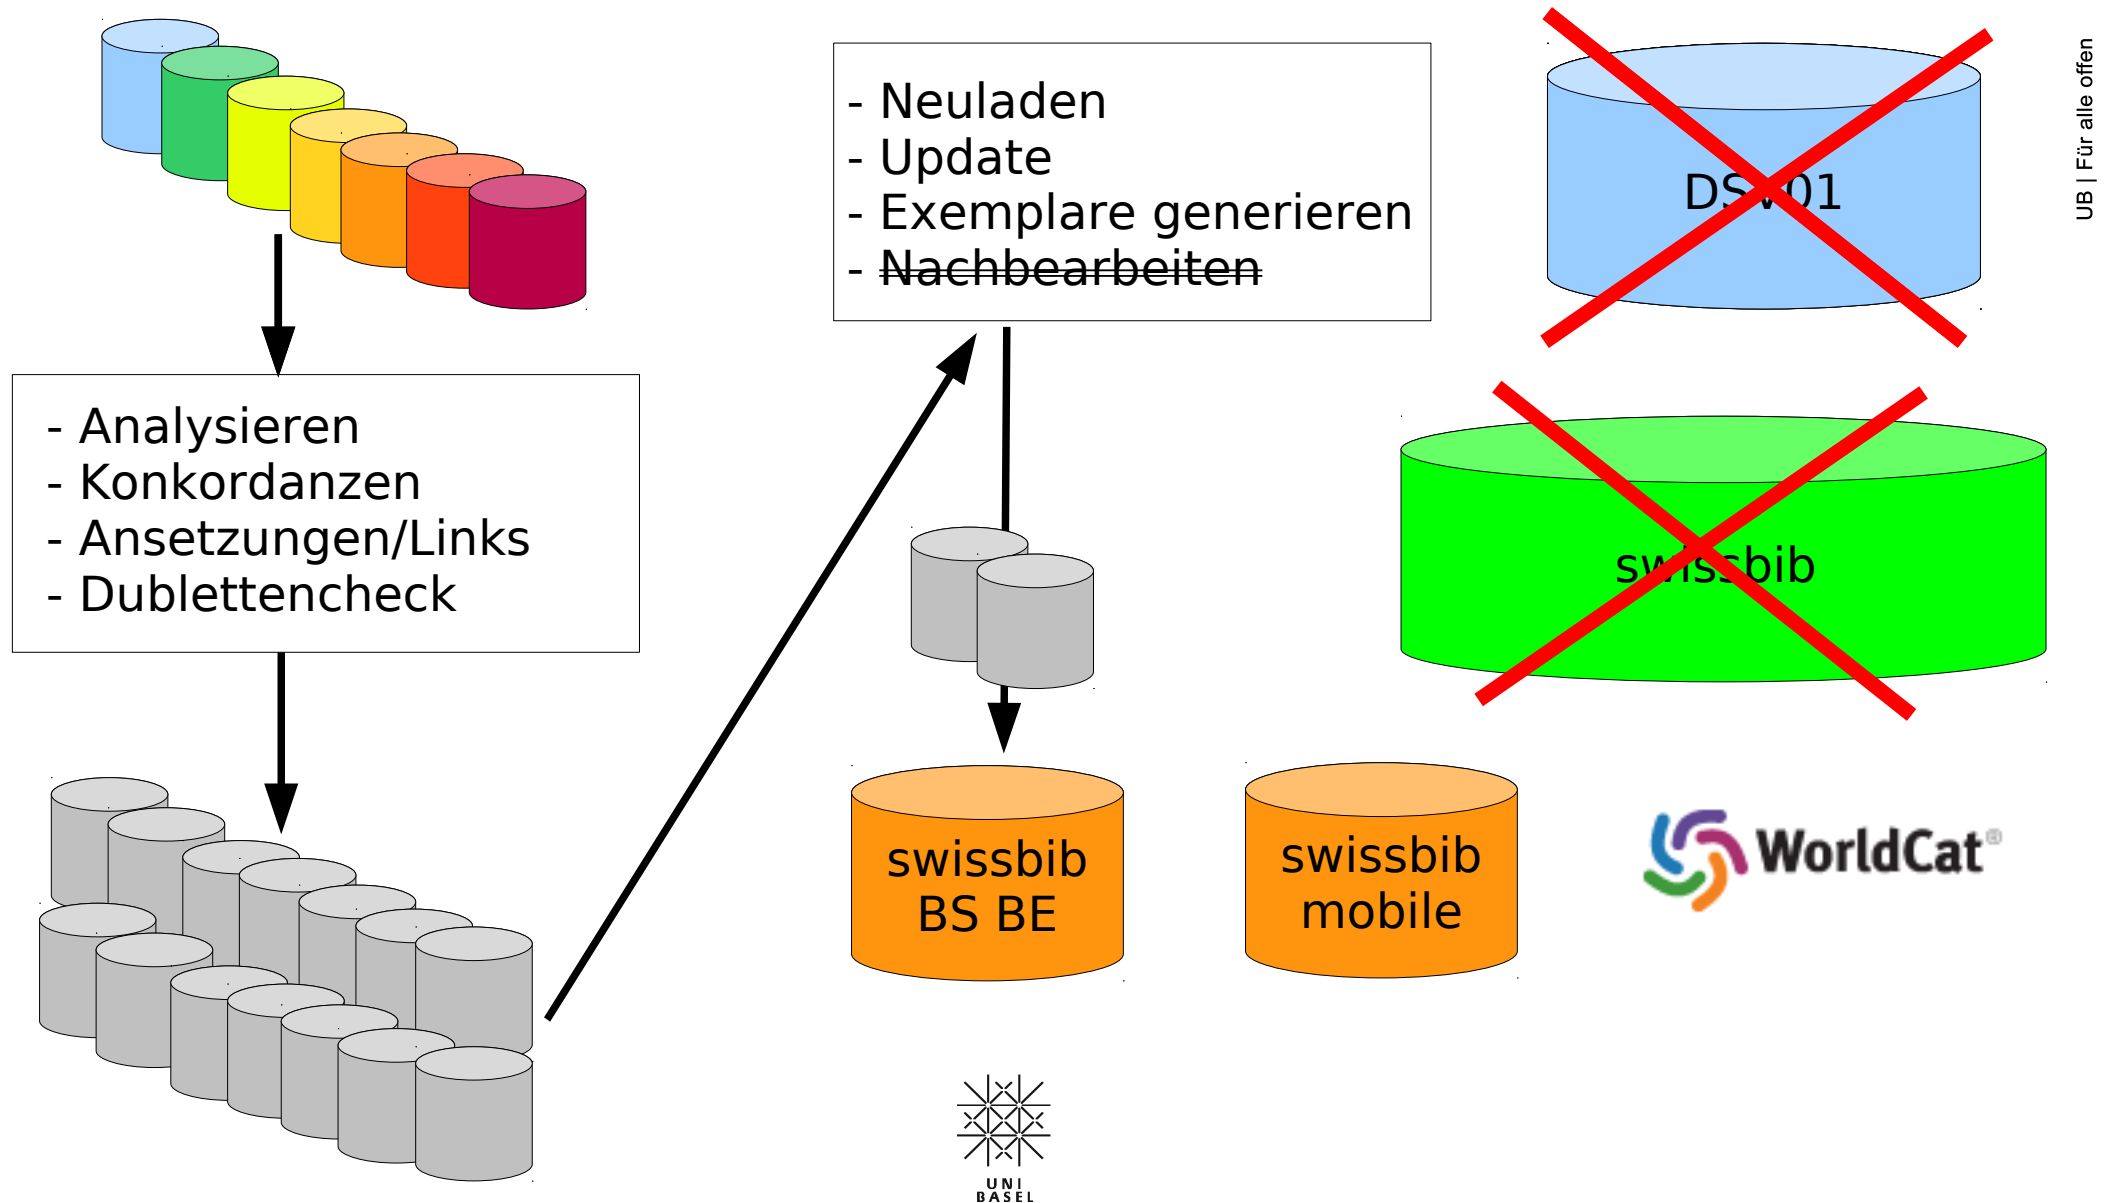 - Analysieren
- Konkordanzen
- Ansetzungen/Links
- Dublettencheck
- Neuladen
- Update
- Exemplare generieren
- Nachbearbeiten
DSV01
swissbib
swissbib
BS BE
swissbib
mobile
WorldCat®
UNI
BASEL
UB | Für alle offen